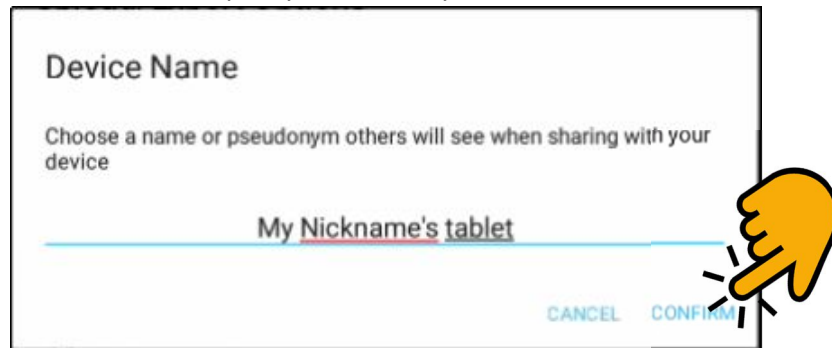 Device Name
Choose a name or pseudonym others will see when sharing with your
device
My Nickname's tablet
CANCEL CONFIRM